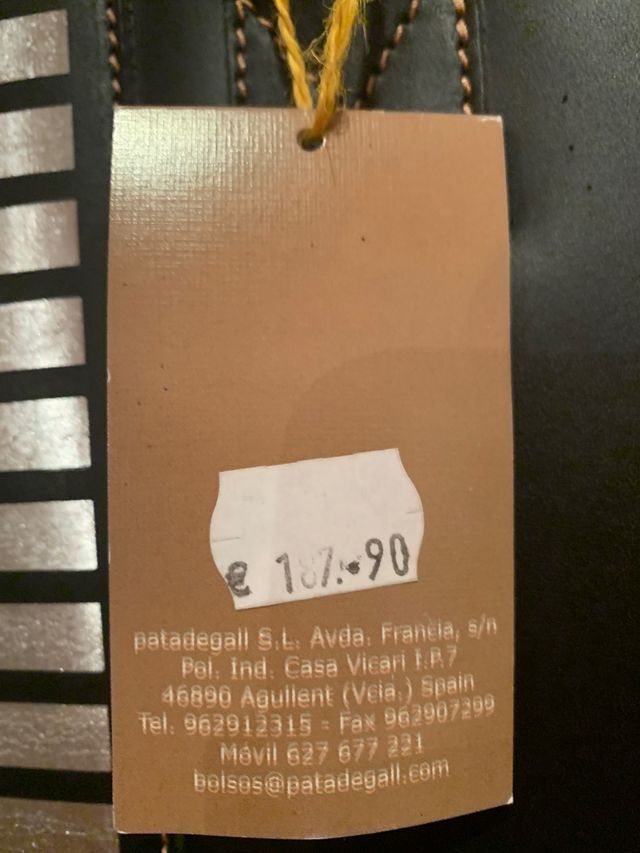 € 187.90
patadegall S.L. Avda. Francia, s/n
Pol. Ind. Casa Vicari I.P.7
46890 Agullent (Vcia.) Spain
Tel. 962912315 - Fax 962907299
Móvil 627 677 221
bolsos@patadegall.com